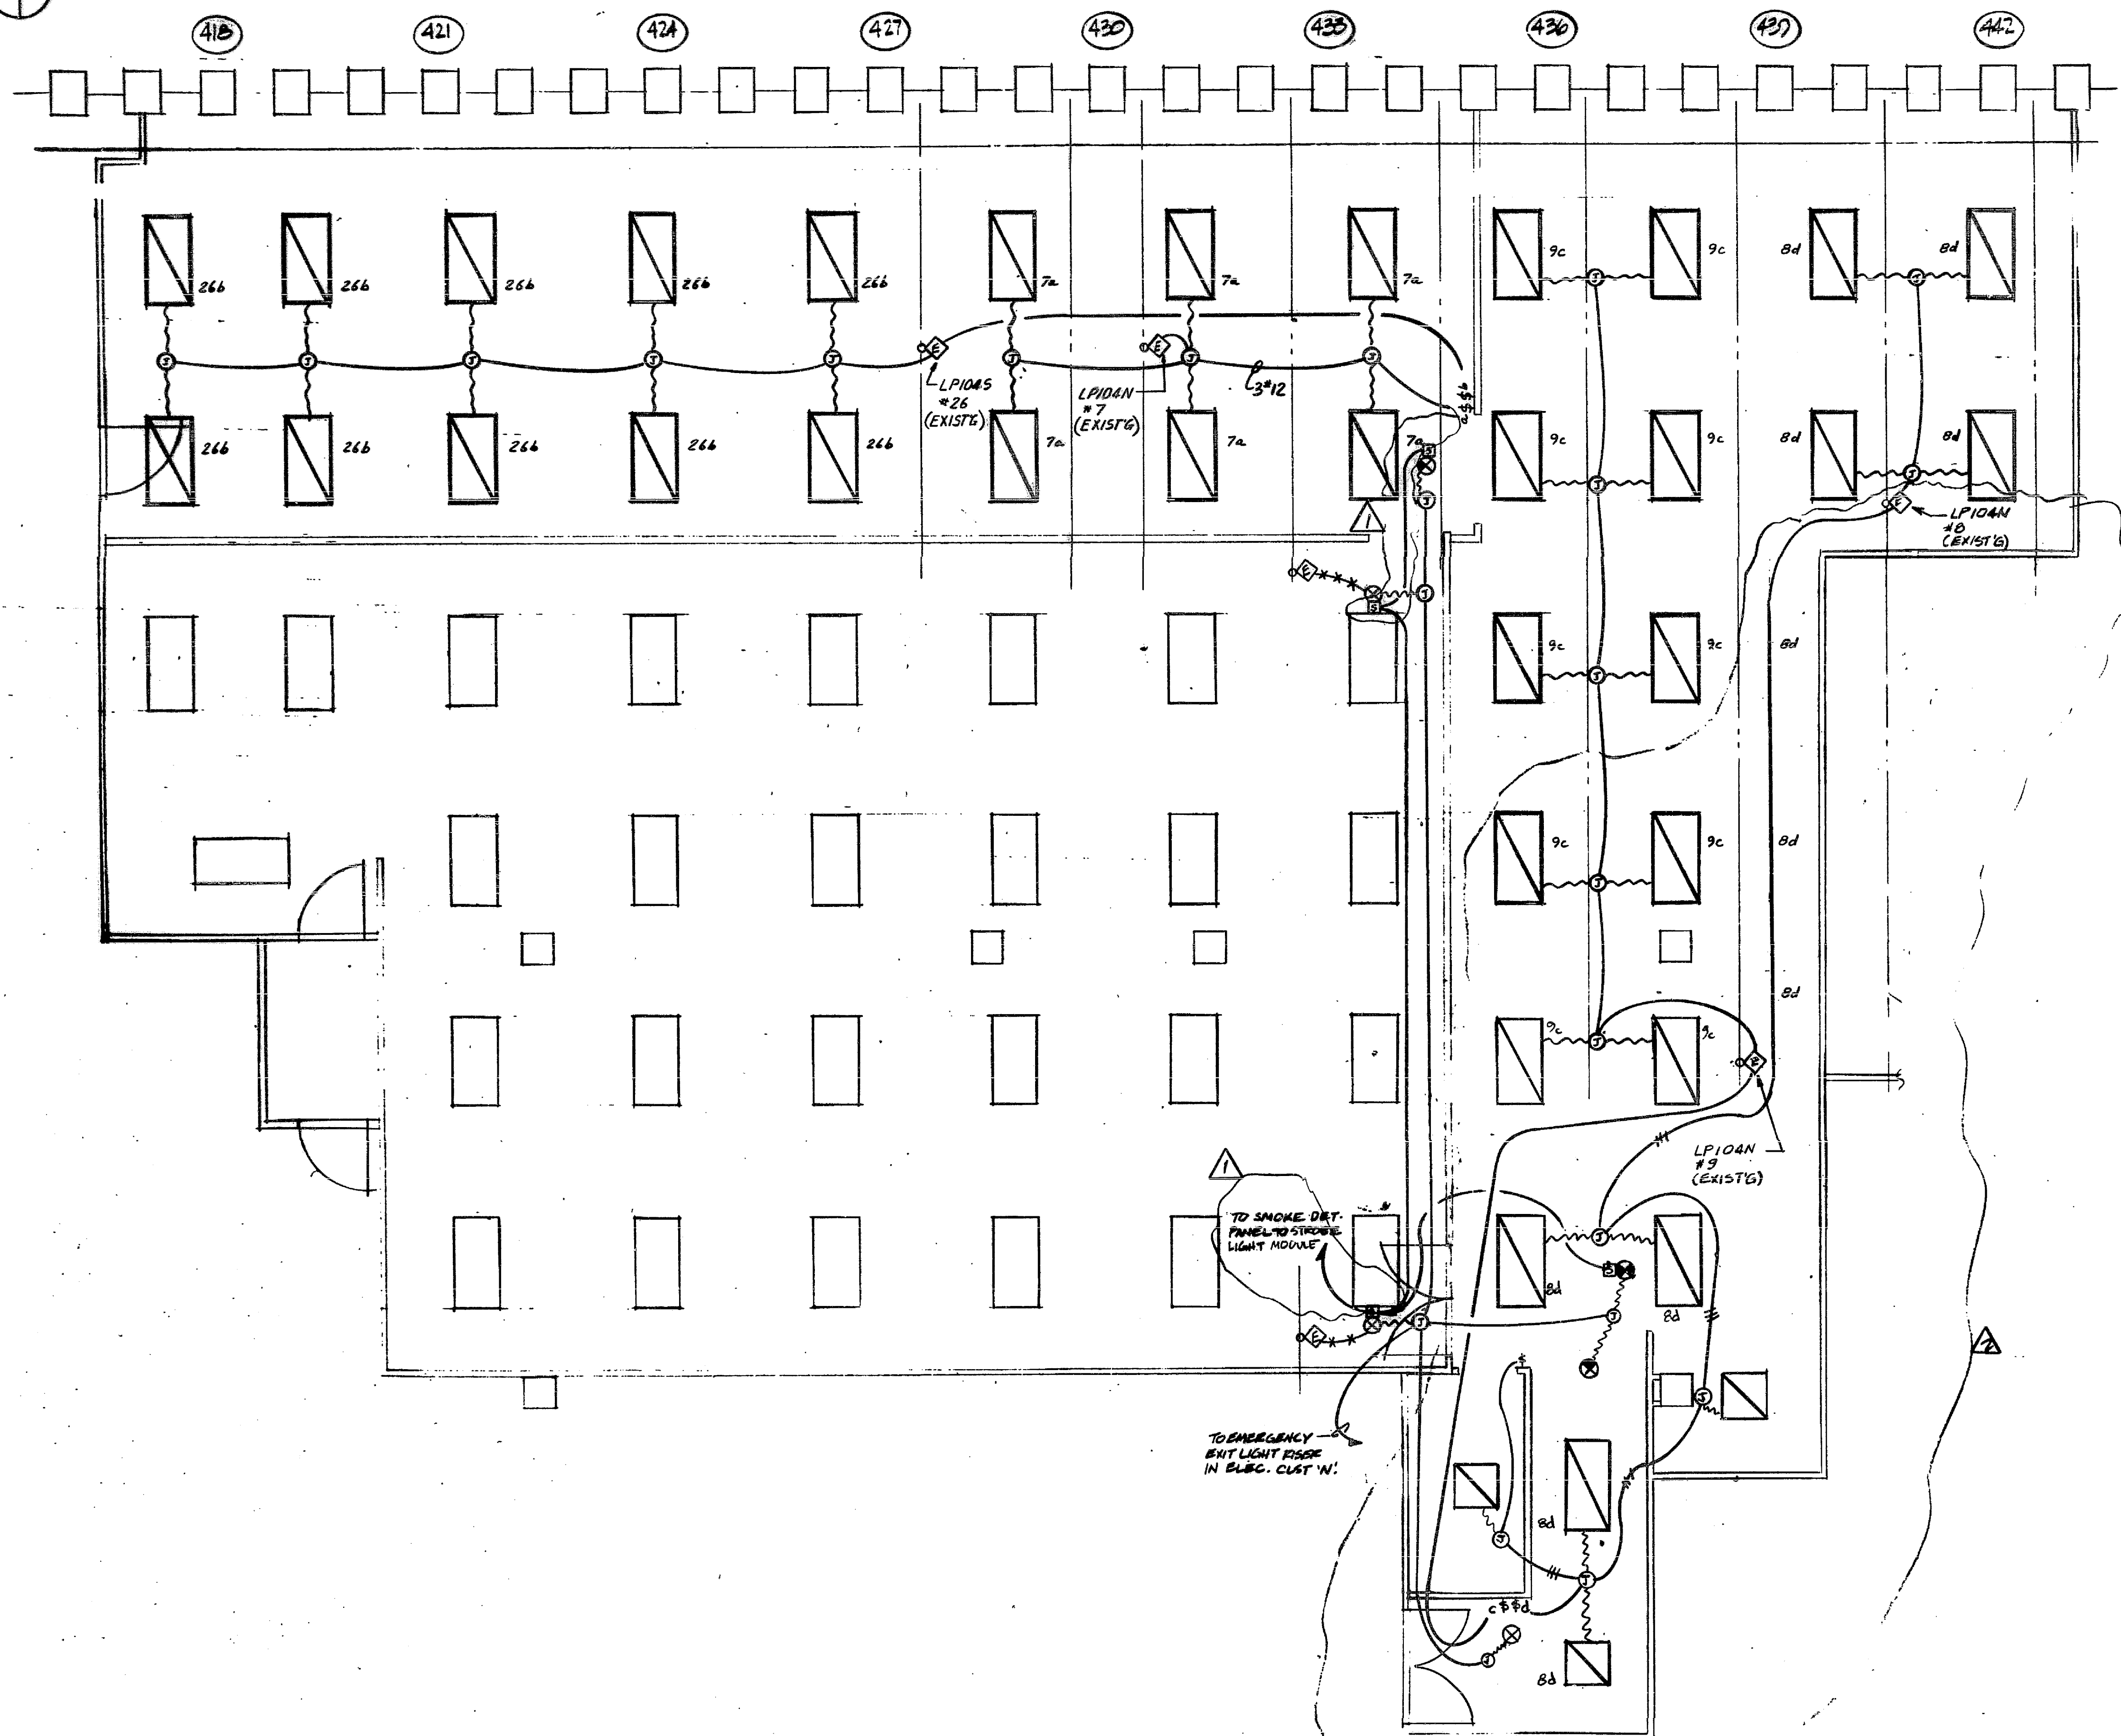 418
421
424
427
430
433
436
439
442
26b
26b
26b
26b
26b
7a
7a
7a
9c
9c
8d
8d
J
J
J
J
J
E
J
E
J
J
J
J
LP104S
#26
(EXIST'G)
LP104N
#7
(EXIST'G)
3#12
a$$b
26b
26b
26b
26b
26b
7a
7a
7a
9c
9c
8d
8d
S
J
J
J
1
E
LP104N
#8
(EXIST'G)
E
J
S
9c
9c
8d
J
9c
9c
8d
J
8d
9c
9c
J
E
LP104N
#9
(EXIST'G)
1
TO SMOKE DET.
PANEL TO STROBE
LIGHT MODULE
J
S
8d
8d
S
J
J
E
2
J
TO EMERGENCY
EXIT LIGHT RISER
IN ELEC. CLST 'N'.
8d
J
J
c$$d
J
8d